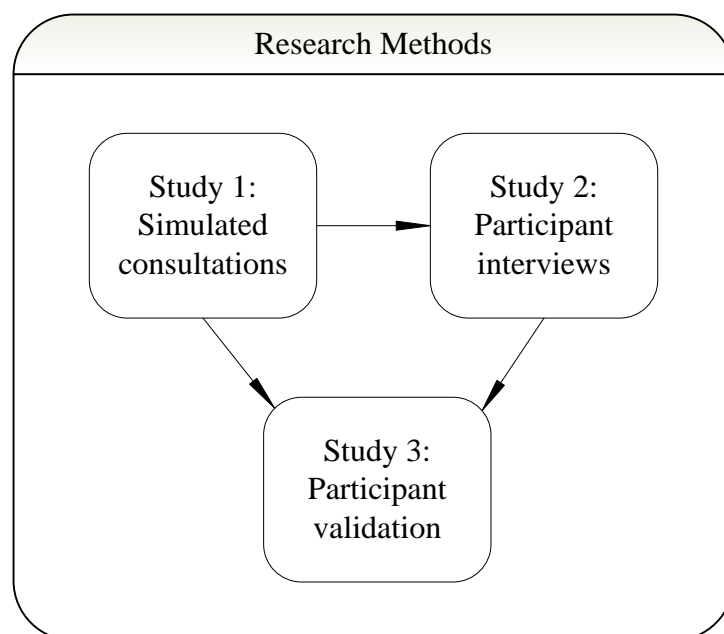 Research Methods
Study 1:
Simulated
consultations
Study 2:
Participant
interviews
Study 3:
Participant
validation